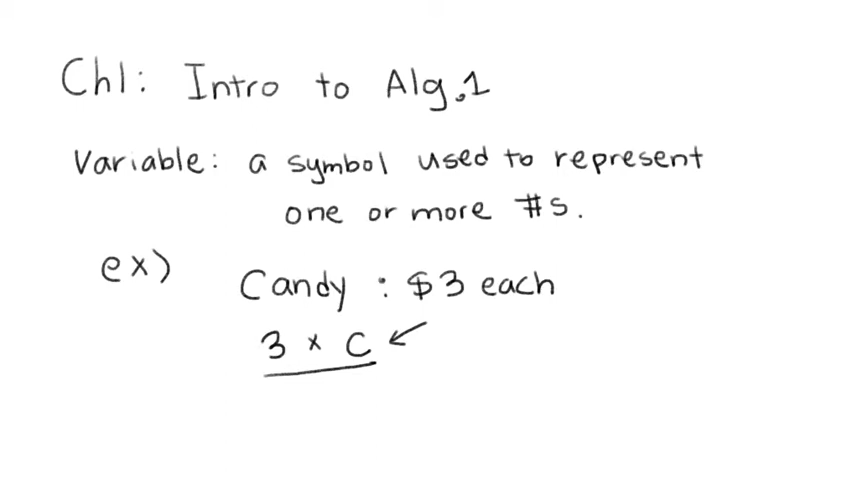 Ch1: Intro to Alg.1
Variable: a symbol used to represent
one or more #s.
ex) Candy : $3 each
3 × C ←